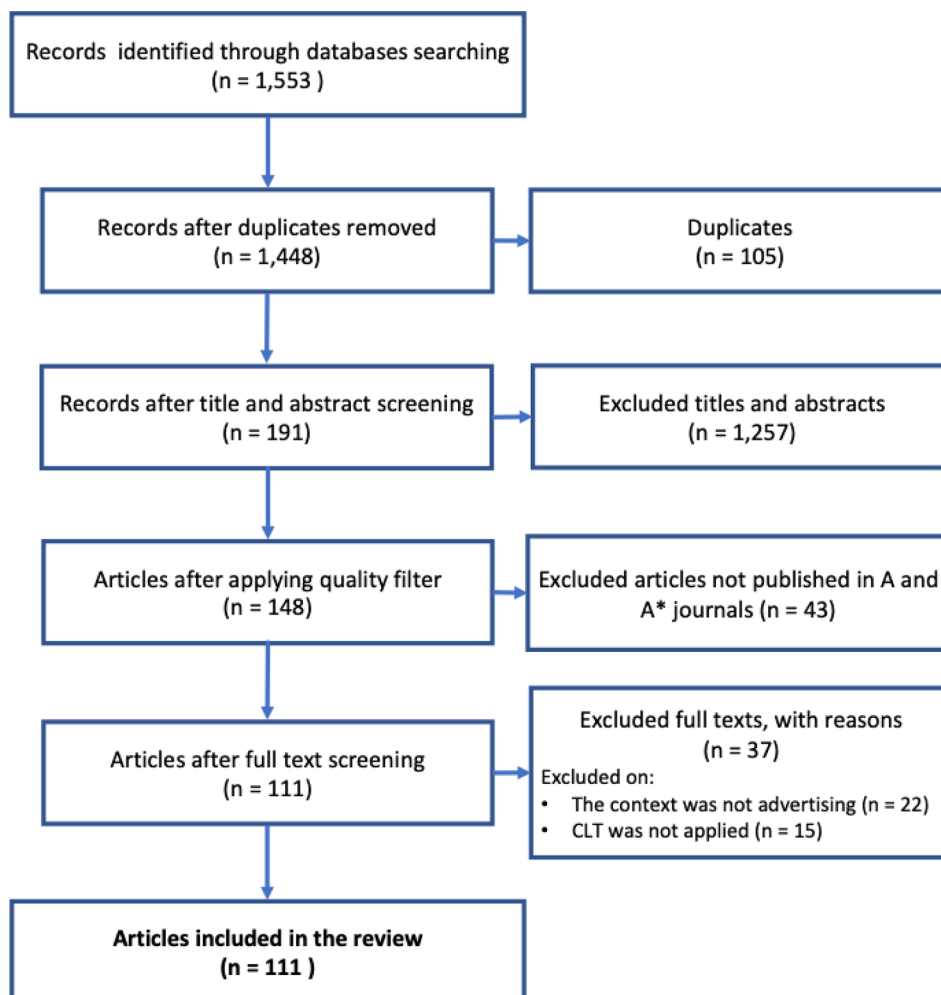 Records identified through databases searching
(n = 1,553 )
Records after duplicates removed
(n = 1,448)
Duplicates
(n = 105)
Records after title and abstract screening
(n = 191)
Excluded titles and abstracts
(n = 1,257)
Articles after applying quality filter
(n = 148)
Excluded articles not published in A and
A* journals (n = 43)
Articles after full text screening
(n = 111)
Excluded full texts, with reasons
(n = 37)
Excluded on:
• The context was not advertising (n = 22)
• CLT was not applied (n = 15)
Articles included in the review
(n = 111 )